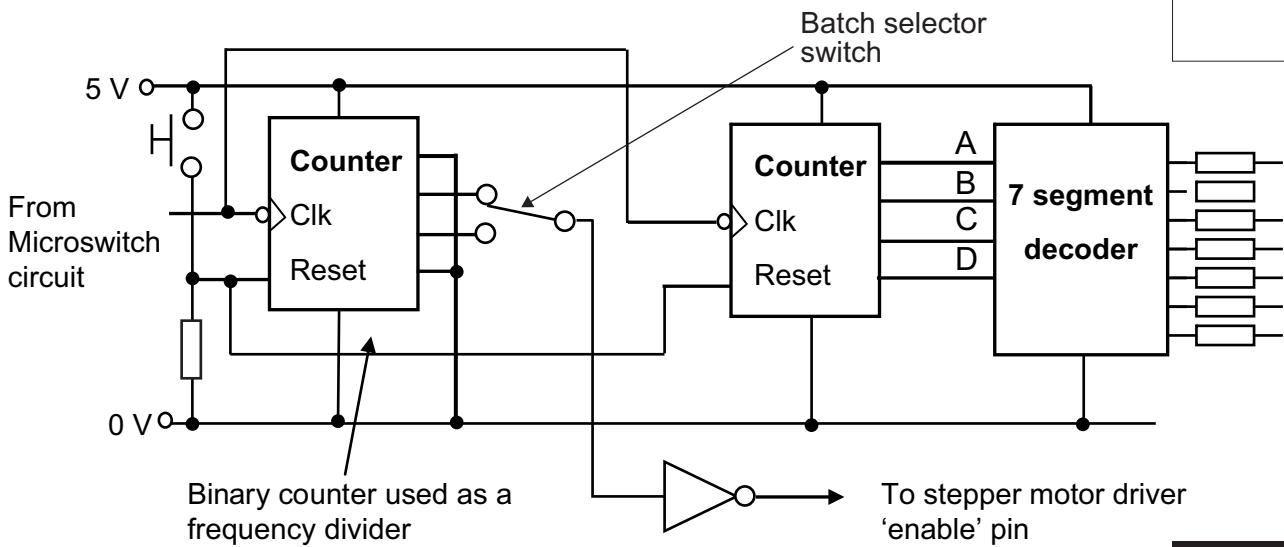 Batch selector
switch
5 V
Counter
Clk
Reset
From
Microswitch
circuit
Counter
Clk
Reset
A
B
C
D
7 segment
decoder
0 V
Binary counter used as a
frequency divider
To stepper motor driver
‘enable’ pin